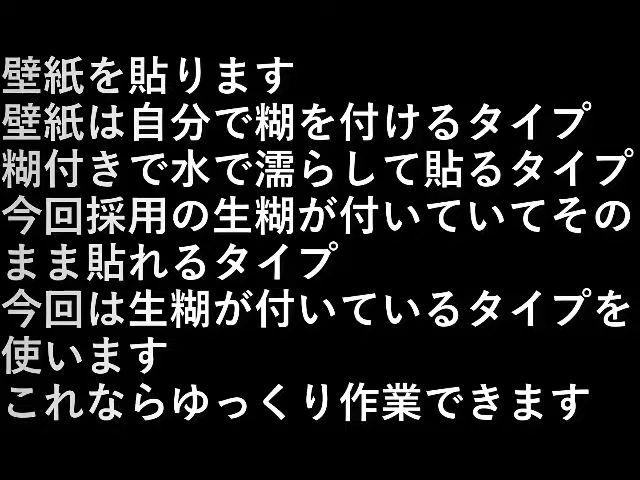 壁紙を貼ります
壁紙は自分で糊を付けるタイプ
糊付きで水で濡らして貼るタイプ
今回採用の生糊が付いていてその
まま貼れるタイプ
今回は生糊が付いているタイプを
使います
これならゆっくり作業できます